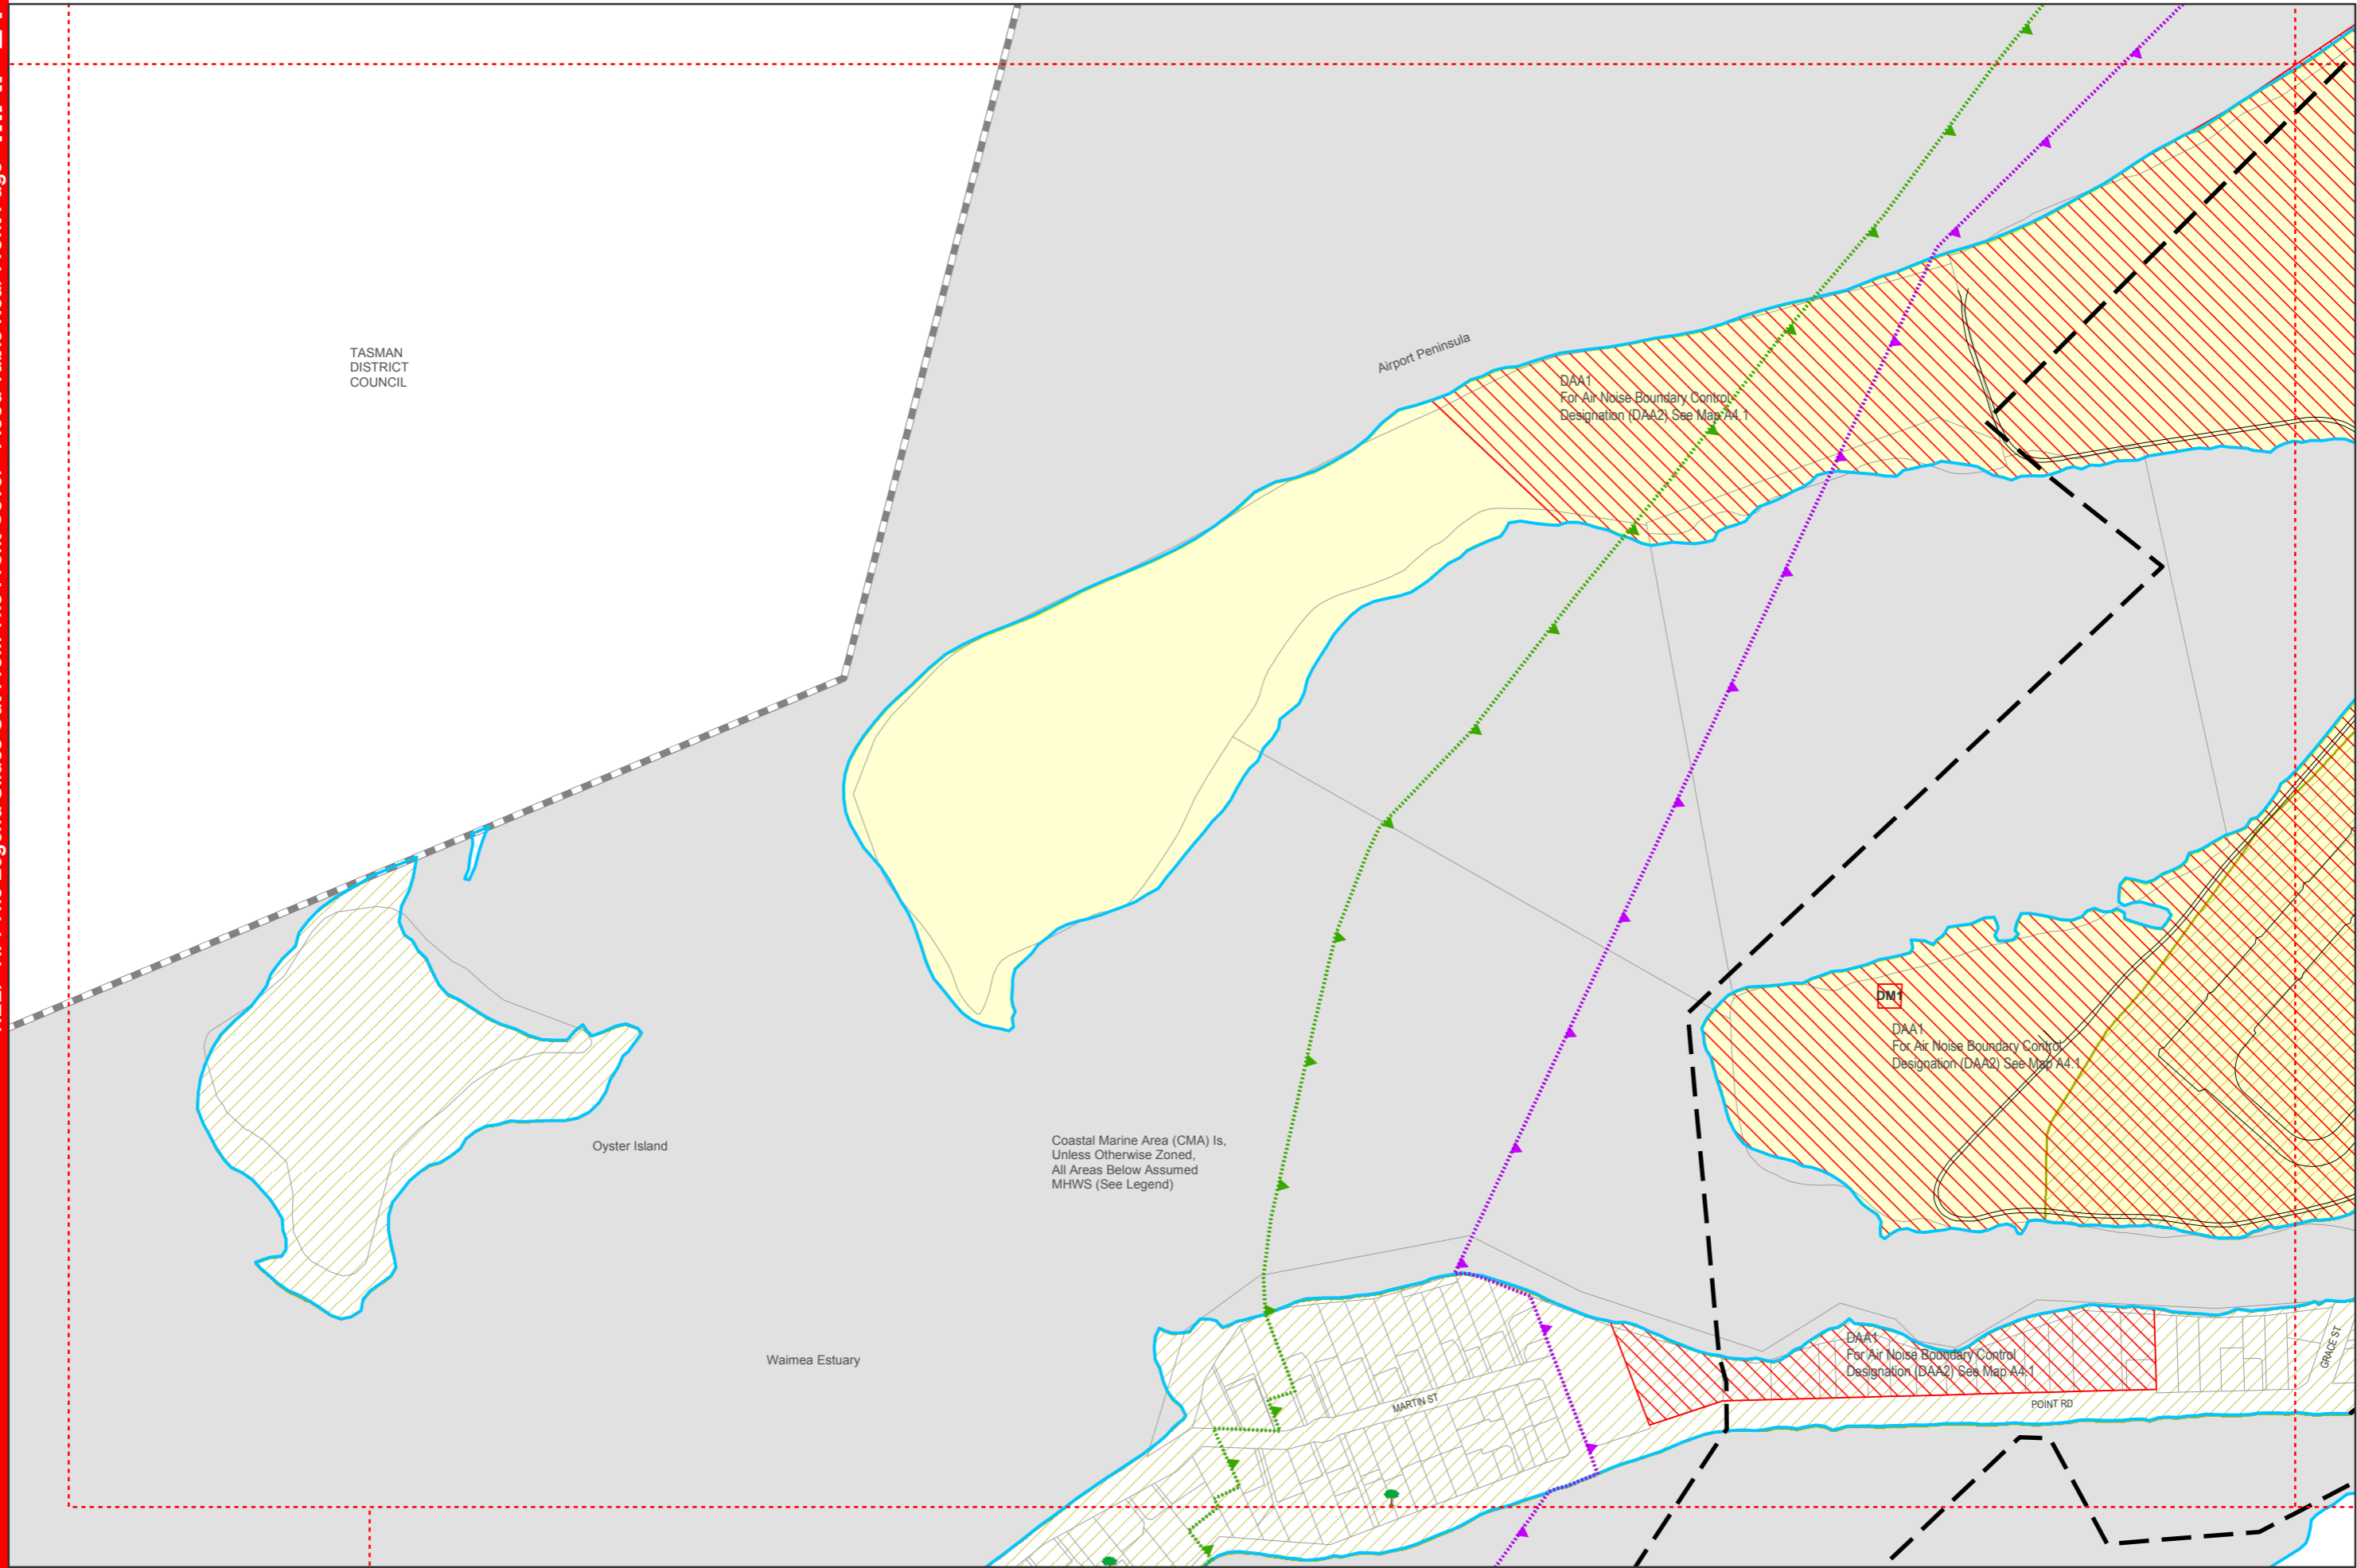 TASMAN
DISTRICT
COUNCIL
Airport Peninsula
DAA1
For Air Noise Boundary Control
Designation (DAA2) See Map A4.1
DM1
DAA1
For Air Noise Boundary Control
Designation (DAA2) See Map A4.1
Oyster Island
Coastal Marine Area (CMA) Is,
Unless Otherwise Zoned,
All Areas Below Assumed
MHWS (See Legend)
Waimea Estuary
DAA1
For Air Noise Boundary Control
Designation (DAA2) See Map A4.1
GRACE ST
MARTIN ST
POINT RD